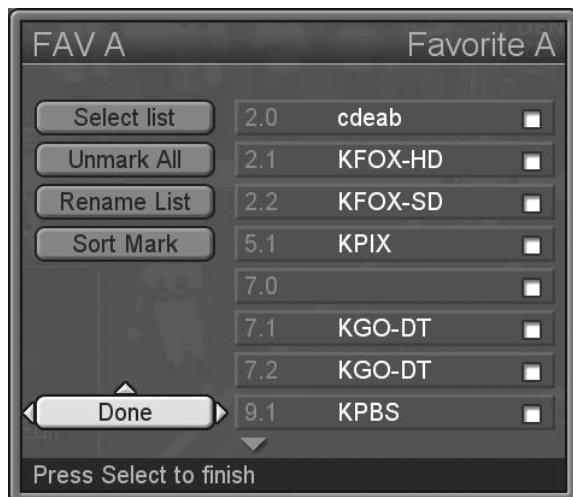 FAV A Favorite A
Select list 2.0 cdeab
Unmark All 2.1 KFOX-HD
Rename List 2.2 KFOX-SD
Sort Mark 5.1 KPIX
7.0
7.1 KGO-DT
7.2 KGO-DT
Done 9.1 KPBS
Edit
Press Select to finish